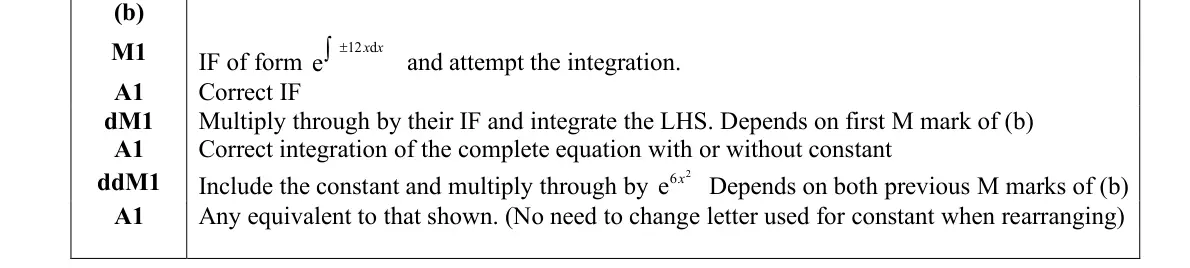 (b)
M1 IF of form e^{∫ ±12xdx} and attempt the integration.
A1 Correct IF
dM1 Multiply through by their IF and integrate the LHS. Depends on first M mark of (b)
A1 Correct integration of the complete equation with or without constant
ddM1 Include the constant and multiply through by e^{6x²} Depends on both previous M marks of (b)
A1 Any equivalent to that shown. (No need to change letter used for constant when rearranging)